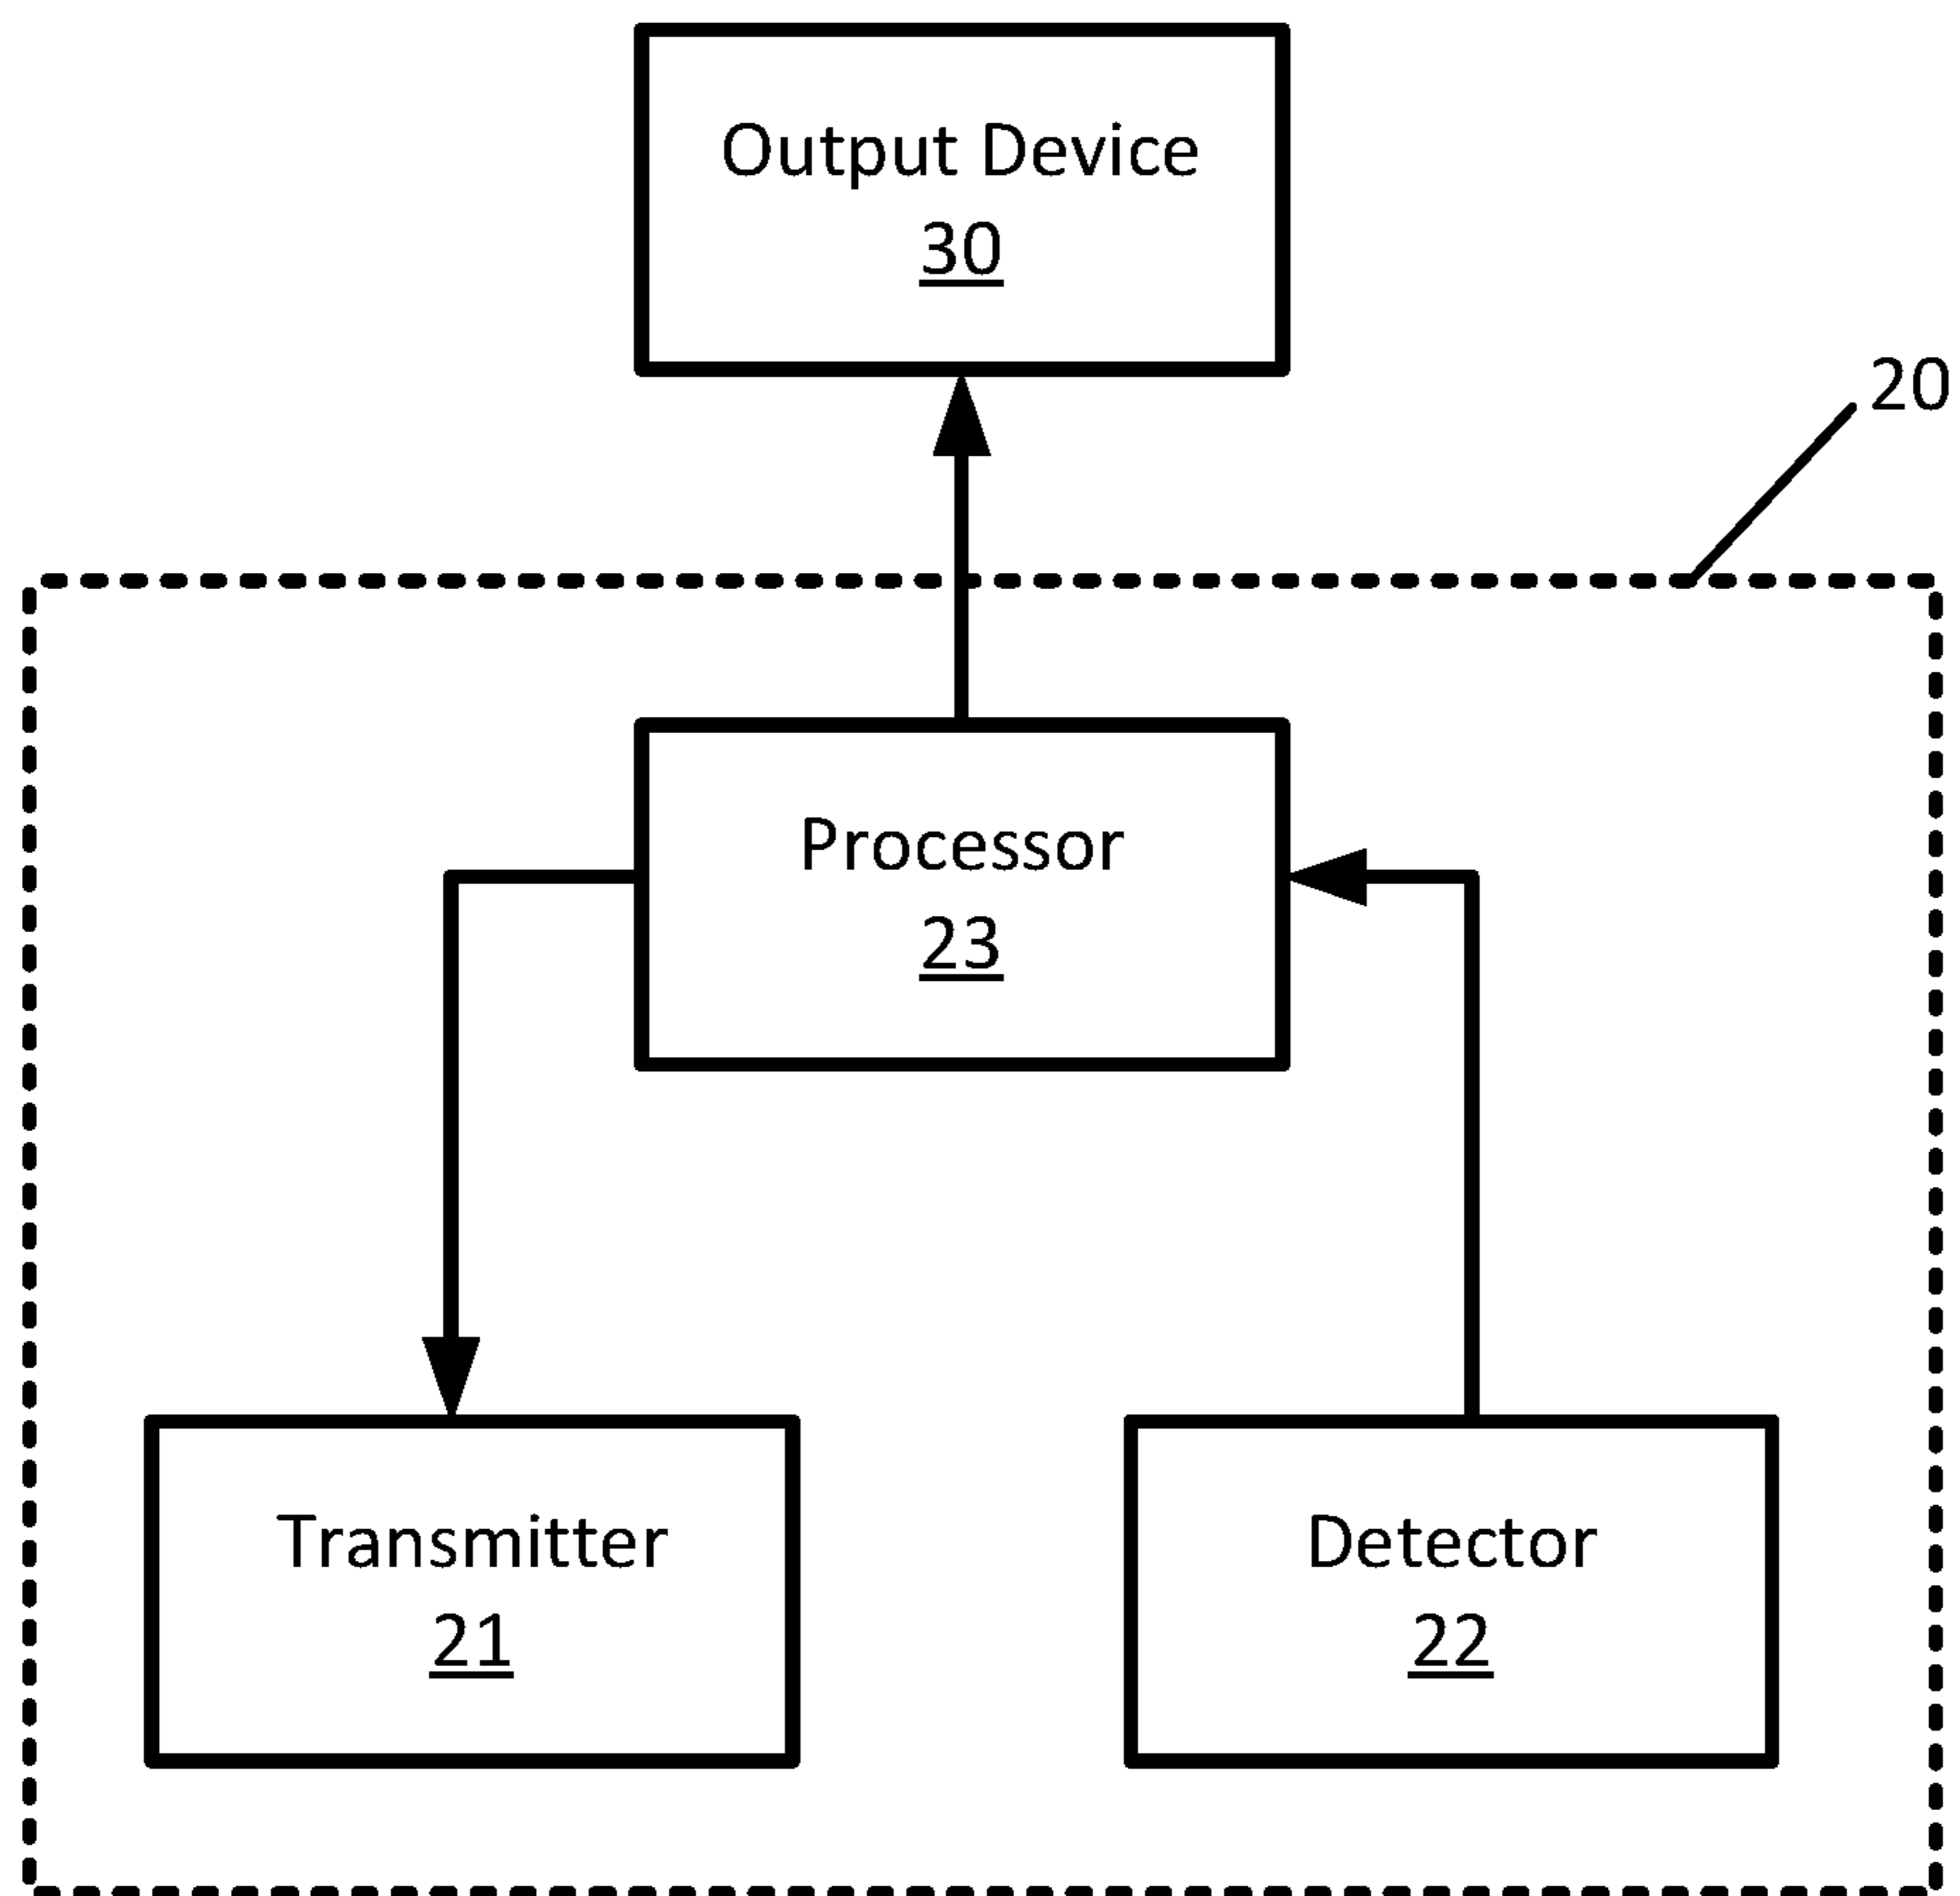 Output Device
30
20
Processor
23
Transmitter
21
Detector
22